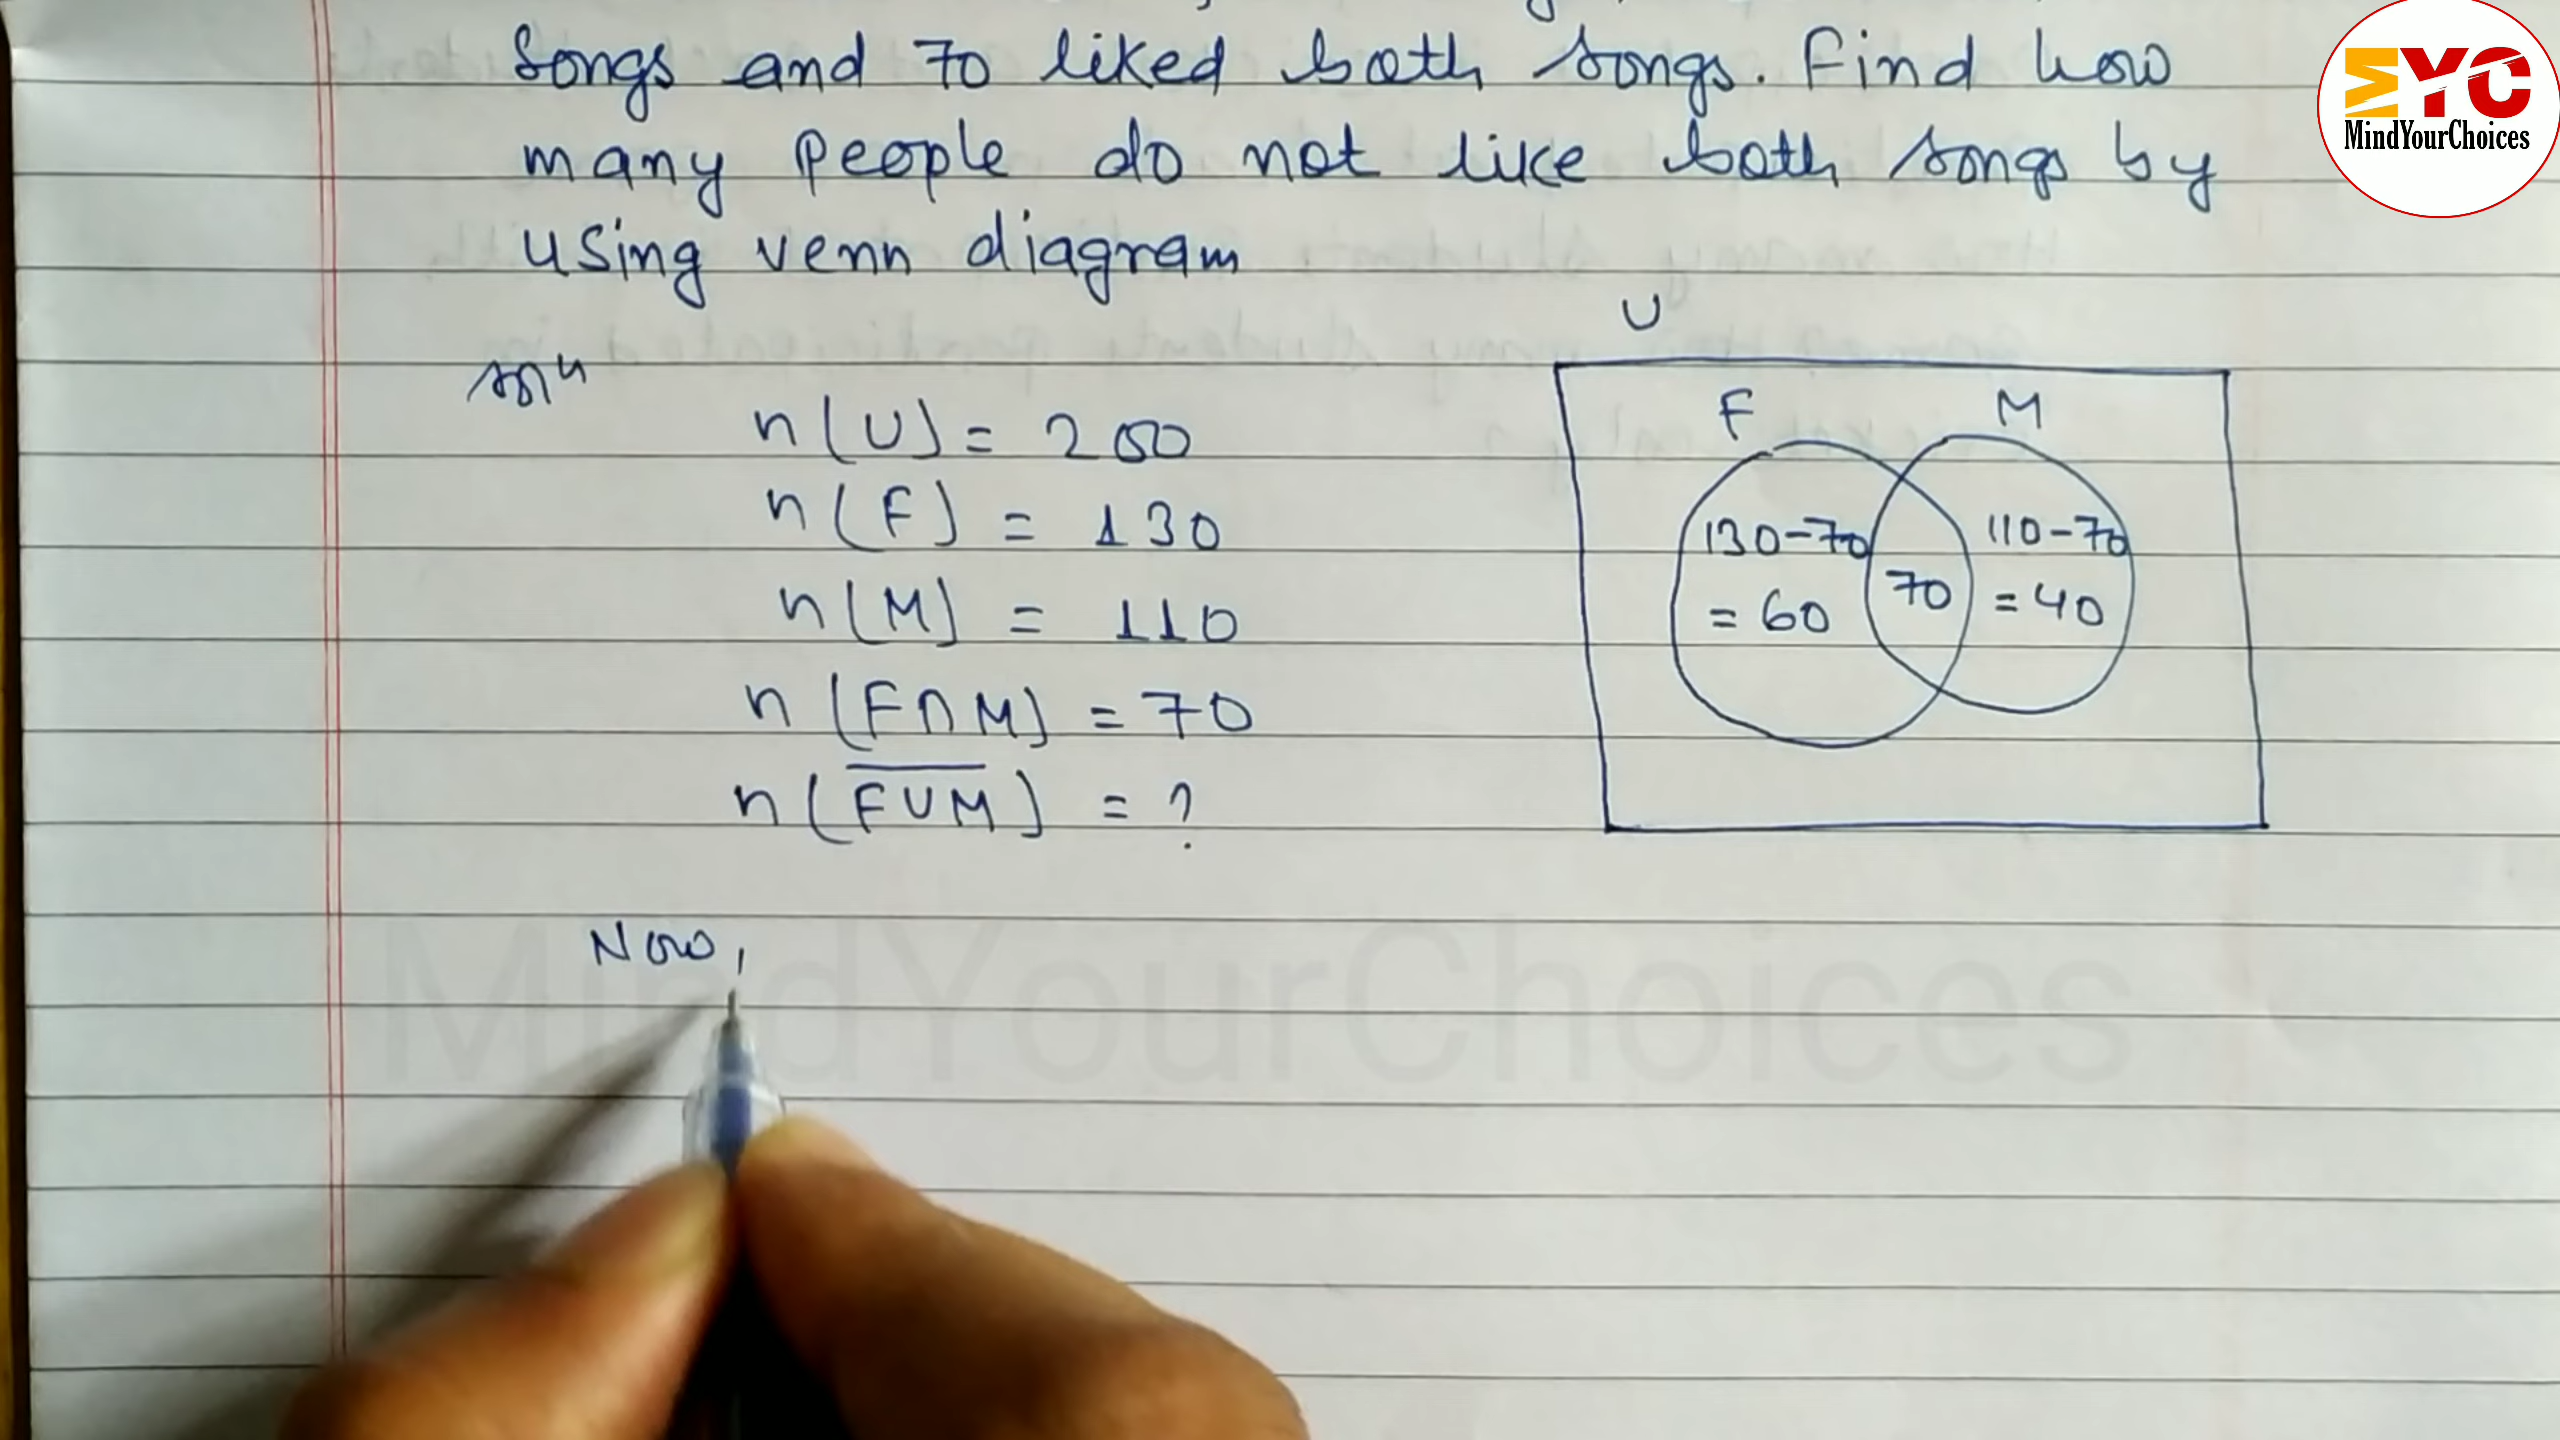 songs and 70 liked both songs. Find how
many people do not like both songs by
using venn diagram
MYC
MindYourChoices
soln
n(U) = 200
n(F) = 130
n(M) = 110
n(F∩M) = 70
n(F̅∪̅M̅) = ?
U
F M
130-70 110-70
= 60 70 = 40
Now,
MindYourChoices